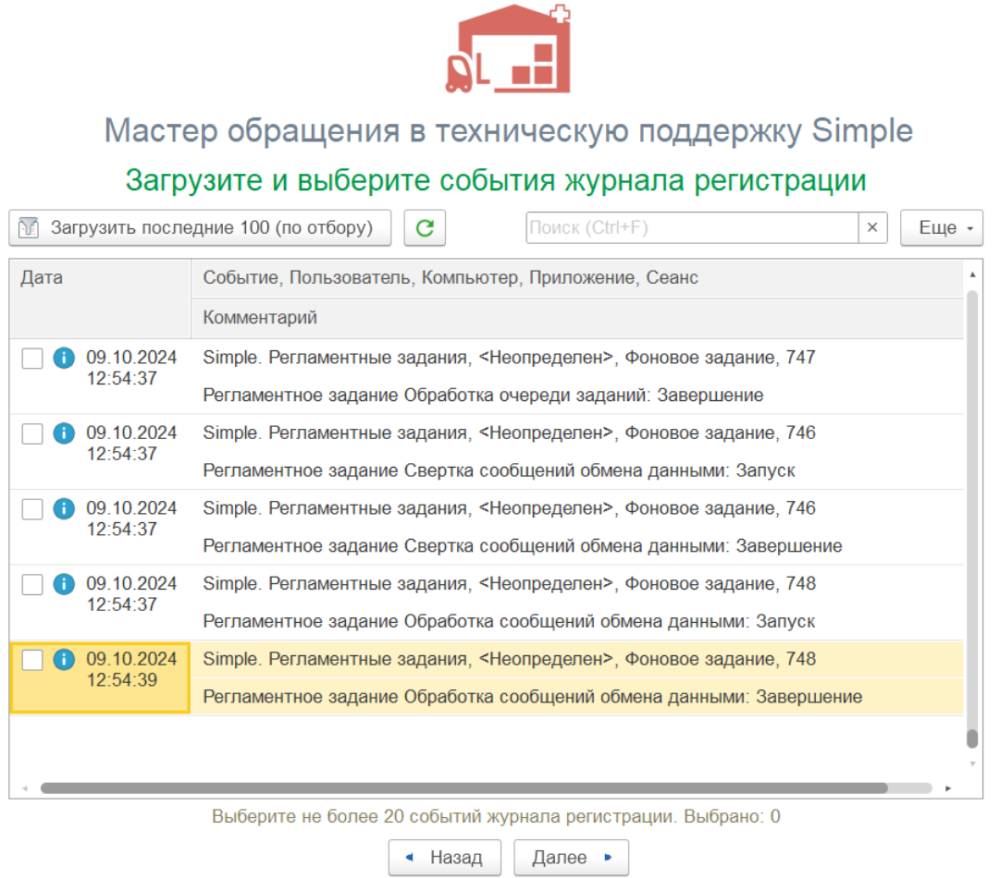 Мастер обращения в техническую поддержку Simple
Загрузите и выберите события журнала регистрации
Загрузить последние 100 (по отбору)
Поиск (Ctrl+F)
×
Еще
Дата
Событие, Пользователь, Компьютер, Приложение, Сеанс
Комментарий
09.10.2024
12:54:37
Simple. Регламентные задания, <Неопределен>, Фоновое задание, 747
Регламентное задание Обработка очереди заданий: Завершение
09.10.2024
12:54:37
Simple. Регламентные задания, <Неопределен>, Фоновое задание, 746
Регламентное задание Свертка сообщений обмена данными: Запуск
09.10.2024
12:54:37
Simple. Регламентные задания, <Неопределен>, Фоновое задание, 746
Регламентное задание Свертка сообщений обмена данными: Завершение
09.10.2024
12:54:37
Simple. Регламентные задания, <Неопределен>, Фоновое задание, 748
Регламентное задание Обработка сообщений обмена данными: Запуск
09.10.2024
12:54:39
Simple. Регламентные задания, <Неопределен>, Фоновое задание, 748
Регламентное задание Обработка сообщений обмена данными: Завершение
Выберите не более 20 событий журнала регистрации. Выбрано: 0
Назад
Далее